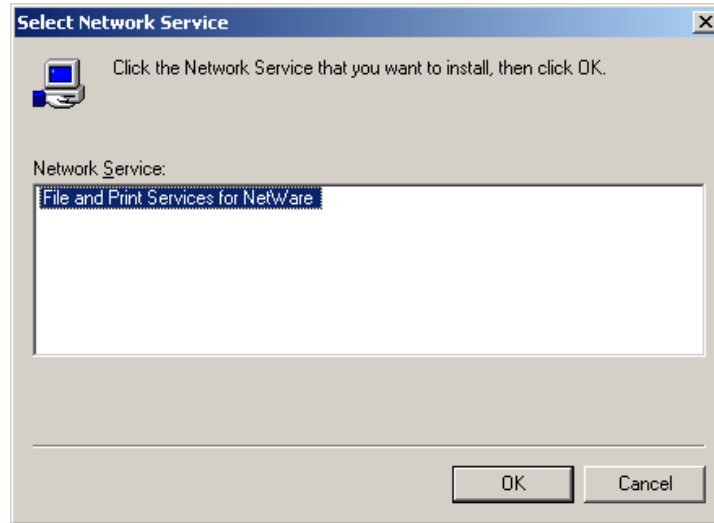 Select Network Service
Click the Network Service that you want to install, then click OK.
Network Service:
File and Print Services for NetWare
OK
Cancel